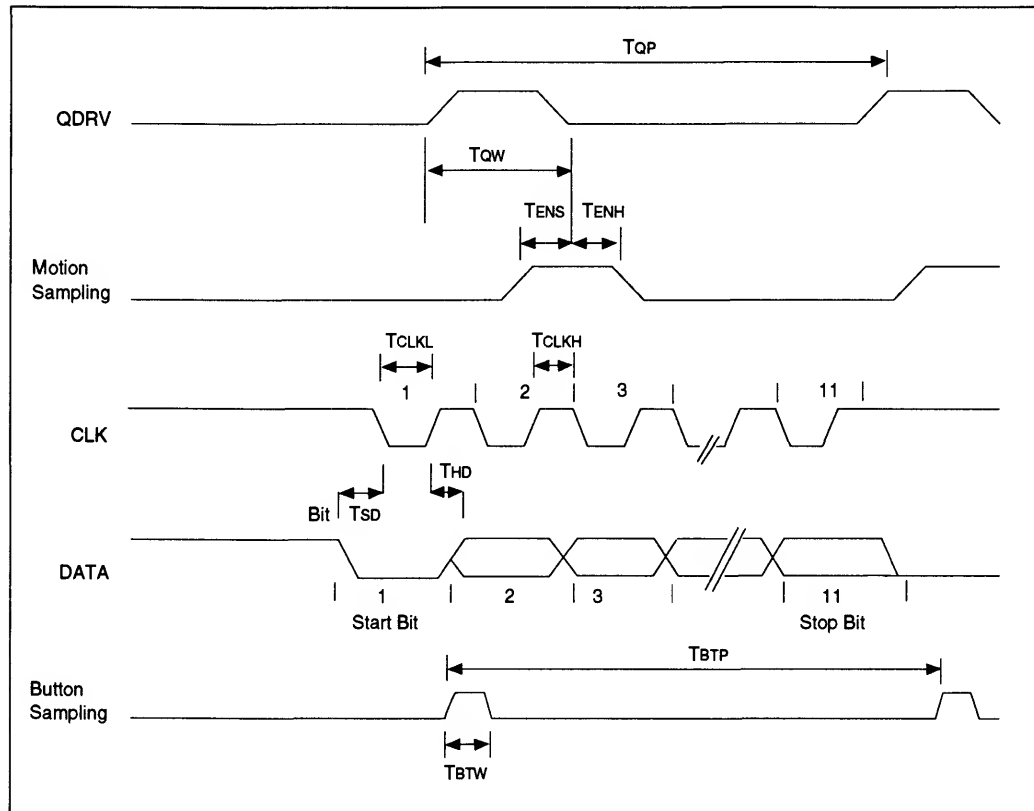 TQP
QDRV
TQW
TENS TENH
Motion
Sampling
TCLKL TCLKH
1 2 3 11
CLK
THD
Bit TSD
DATA
1 2 3 11
Start Bit Stop Bit
TBTP
Button
Sampling
TBTW